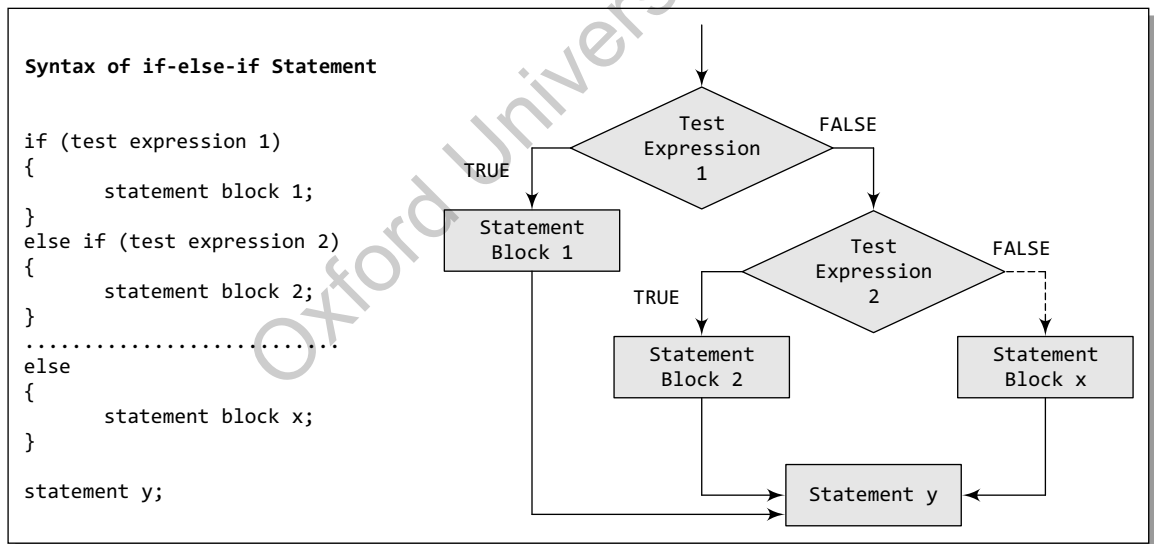 Syntax of if-else-if Statement
if (test expression 1)
{
statement block 1;
}
else if (test expression 2)
{
statement block 2;
}
...........................
else
{
statement block x;
}
statement y;
Test
Expression
1
FALSE
TRUE
Statement
Block 1
Test
Expression
2
FALSE
TRUE
Statement
Block 2
Statement
Block x
Statement y
Oxford